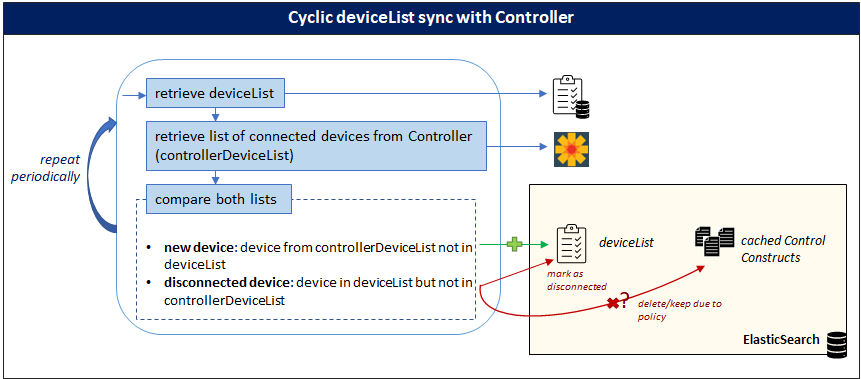 Cyclic deviceList sync with Controller
retrieve deviceList
retrieve list of connected devices from Controller
(controllerDeviceList)
repeat
periodically
compare both lists
• new device: device from controllerDeviceList not in
deviceList
• disconnected device: device in deviceList but not in
controllerDeviceList
deviceList
cached Control
Constructs
mark as
disconnected
?
delete/keep due to
policy
ElasticSearch